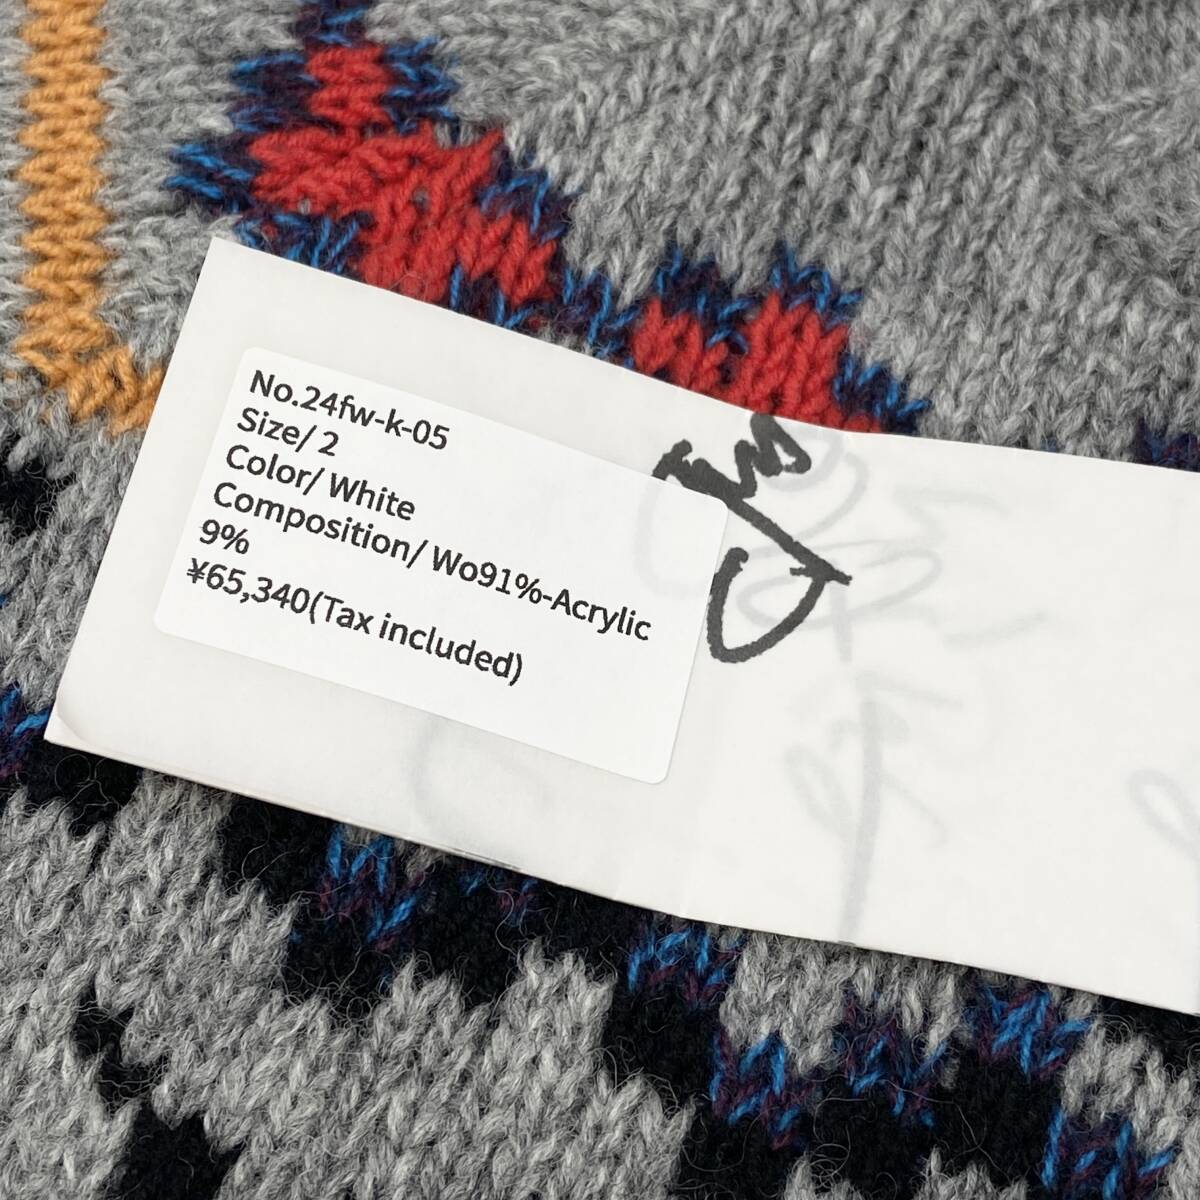 No.24fw-k-05
Size/ 2
Color/ White
Composition/ Wo91%-Acrylic
9%
¥65,340(Tax included)